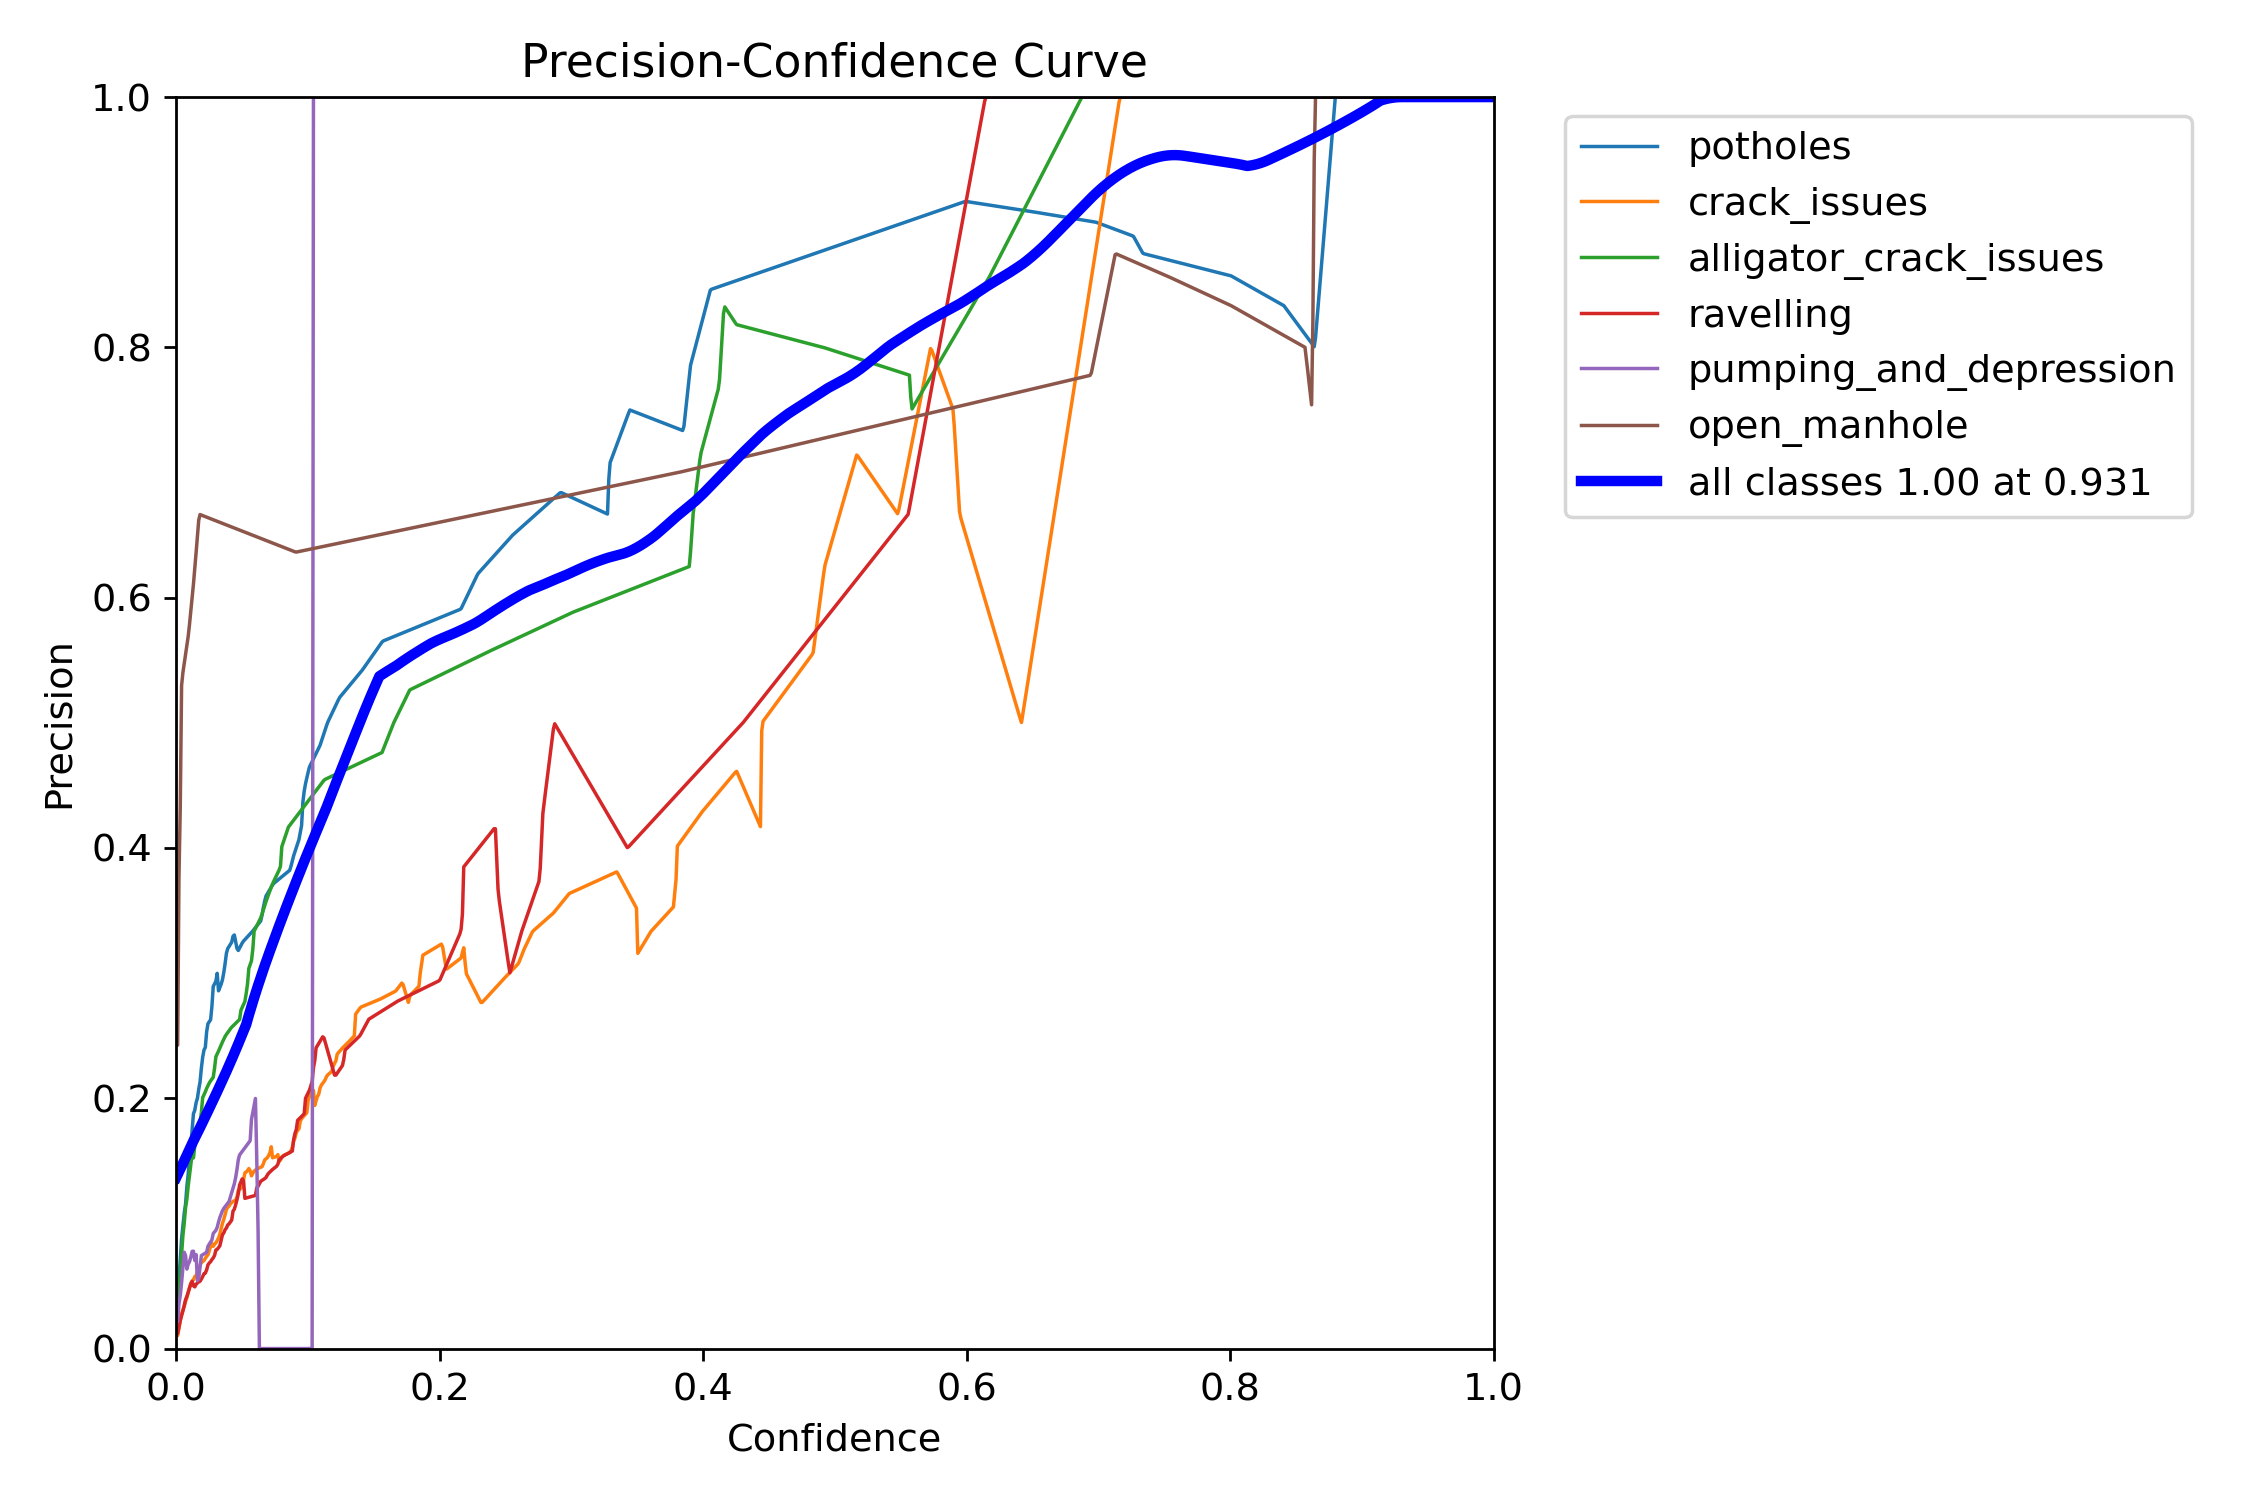 Precision-Confidence Curve
1.0
0.8
0.6
0.4
0.2
0.0
Precision
0.0 0.2 0.4 0.6 0.8 1.0
Confidence
potholes
crack_issues
alligator_crack_issues
ravelling
pumping_and_depression
open_manhole
all classes 1.00 at 0.931